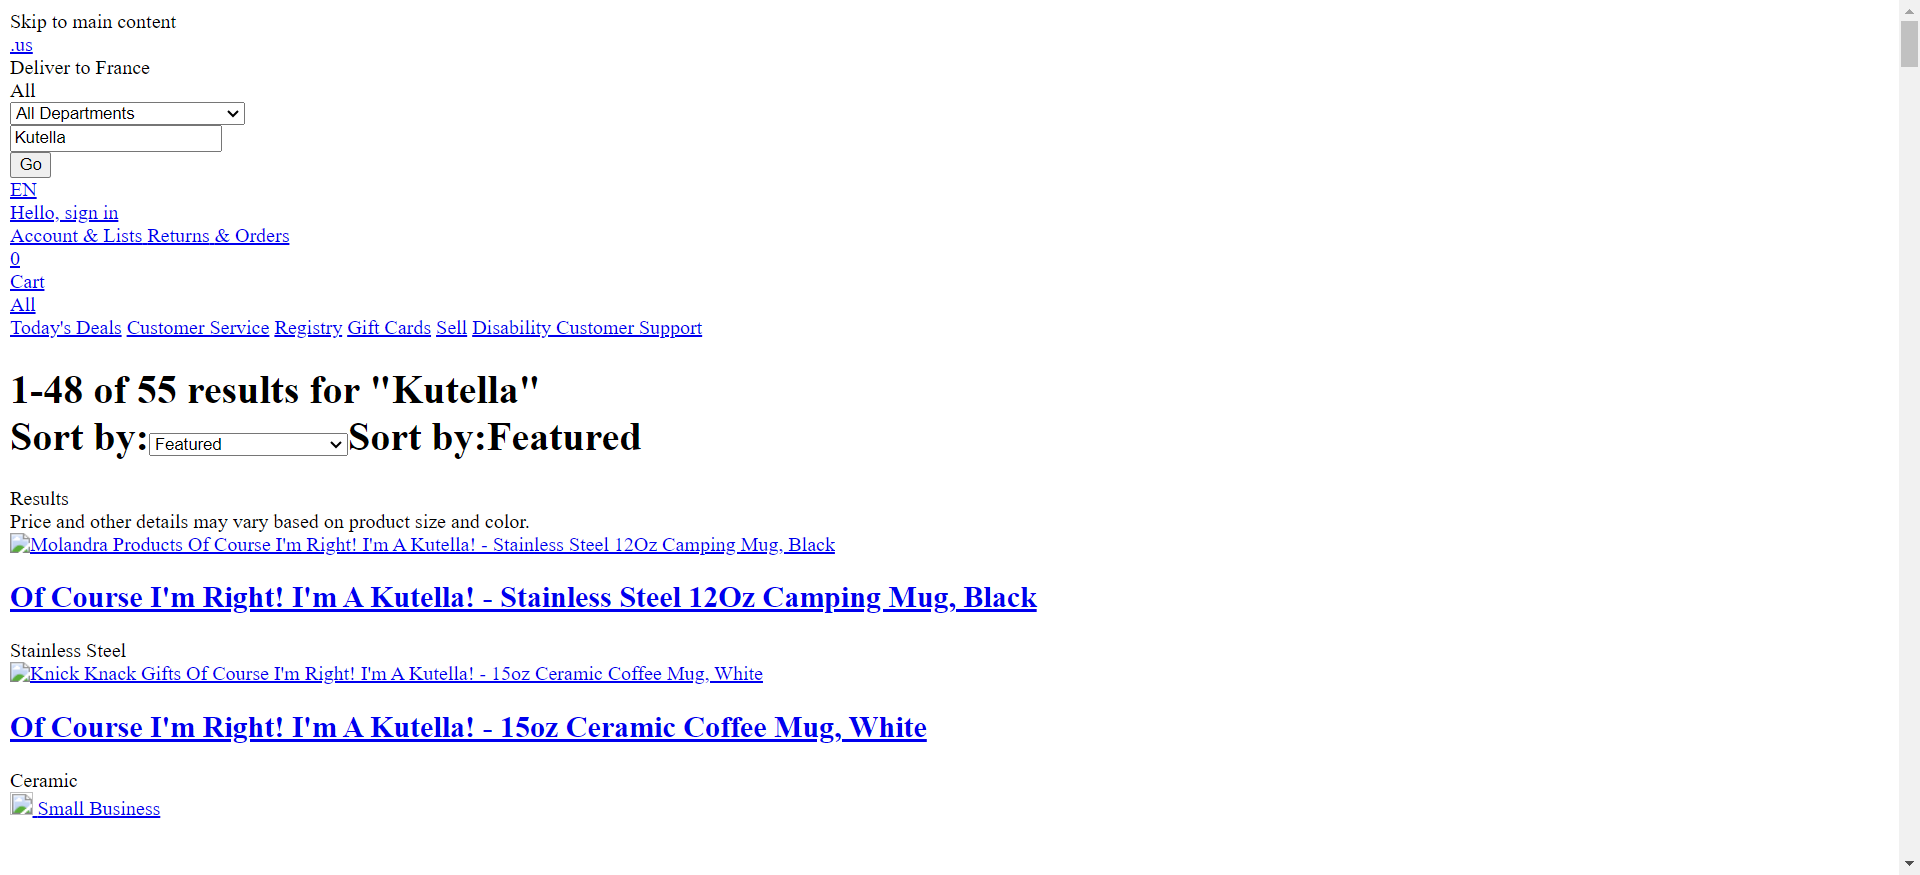 Skip to main content
.us
Deliver to France
All
All Departments
Kutella
Go
EN
Hello, sign in
Account & Lists Returns & Orders
0
Cart
All
Today's Deals Customer Service Registry Gift Cards Sell Disability Customer Support
1-48 of 55 results for "Kutella"
Sort by: Featured Sort by:Featured
Results
Price and other details may vary based on product size and color.
Molandra Products Of Course I'm Right! I'm A Kutella! - Stainless Steel 12Oz Camping Mug, Black
Of Course I'm Right! I'm A Kutella! - Stainless Steel 12Oz Camping Mug, Black
Stainless Steel
Knick Knack Gifts Of Course I'm Right! I'm A Kutella! - 15oz Ceramic Coffee Mug, White
Of Course I'm Right! I'm A Kutella! - 15oz Ceramic Coffee Mug, White
Ceramic
Small Business